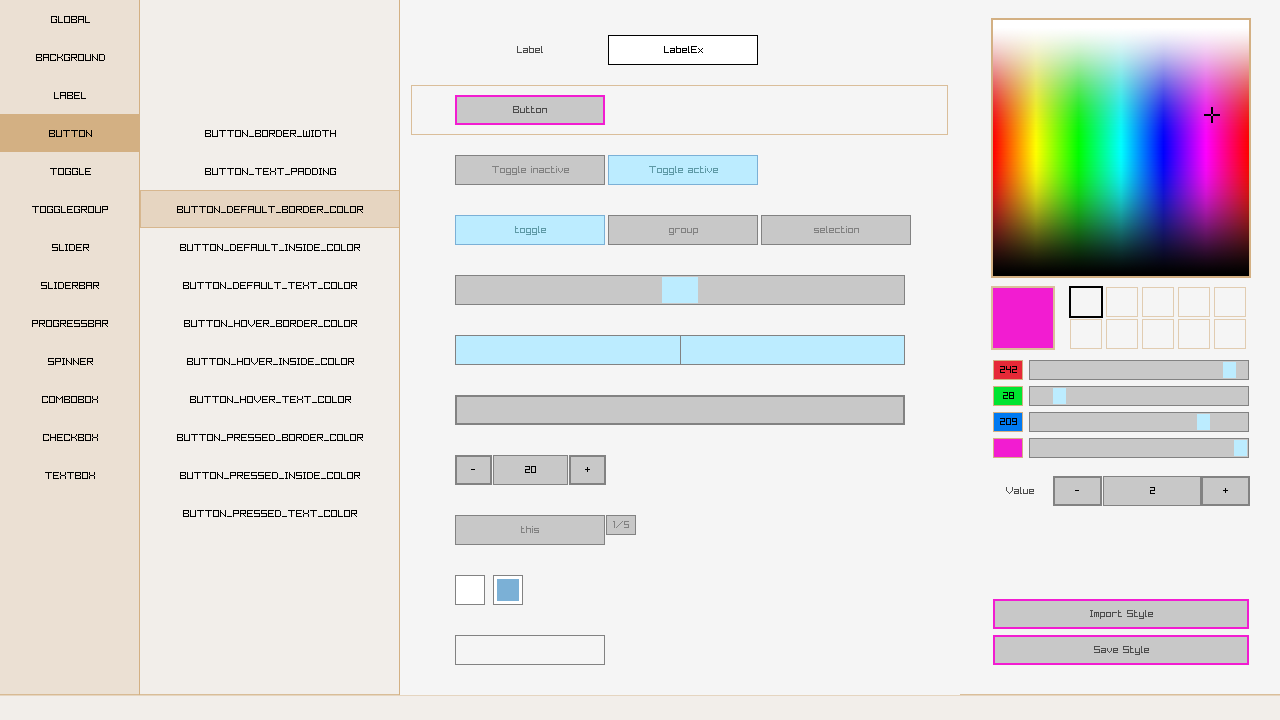 GLOBAL
BACKGROUND
LABEL
BUTTON
TOGGLE
TOGGLEGROUP
SLIDER
SLIDERBAR
PROGRESSBAR
SPINNER
COMBOBOX
CHECKBOX
TEXTBOX
BUTTON_BORDER_WIDTH
BUTTON_TEXT_PADDING
BUTTON_DEFAULT_BORDER_COLOR
BUTTON_DEFAULT_INSIDE_COLOR
BUTTON_DEFAULT_TEXT_COLOR
BUTTON_HOVER_BORDER_COLOR
BUTTON_HOVER_INSIDE_COLOR
BUTTON_HOVER_TEXT_COLOR
BUTTON_PRESSED_BORDER_COLOR
BUTTON_PRESSED_INSIDE_COLOR
BUTTON_PRESSED_TEXT_COLOR
Label LabelEx
Button
Toggle inactive Toggle active
toggle group selection
- 20 +
this 1/5
242
28
209
Value - 2 +
Import Style
Save Style